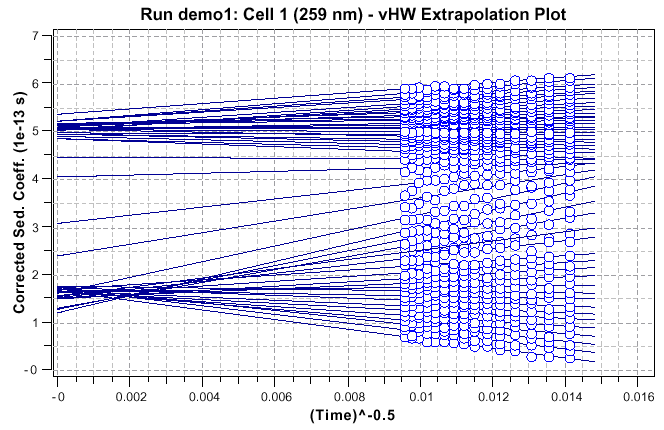 Run demo1: Cell 1 (259 nm) - vHW Extrapolation Plot
Corrected Sed. Coeff. (1e-13 s)
7
6
5
4
3
2
1
-0
-0 0.002 0.004 0.006 0.008 0.01 0.012 0.014 0.016
(Time)^-0.5